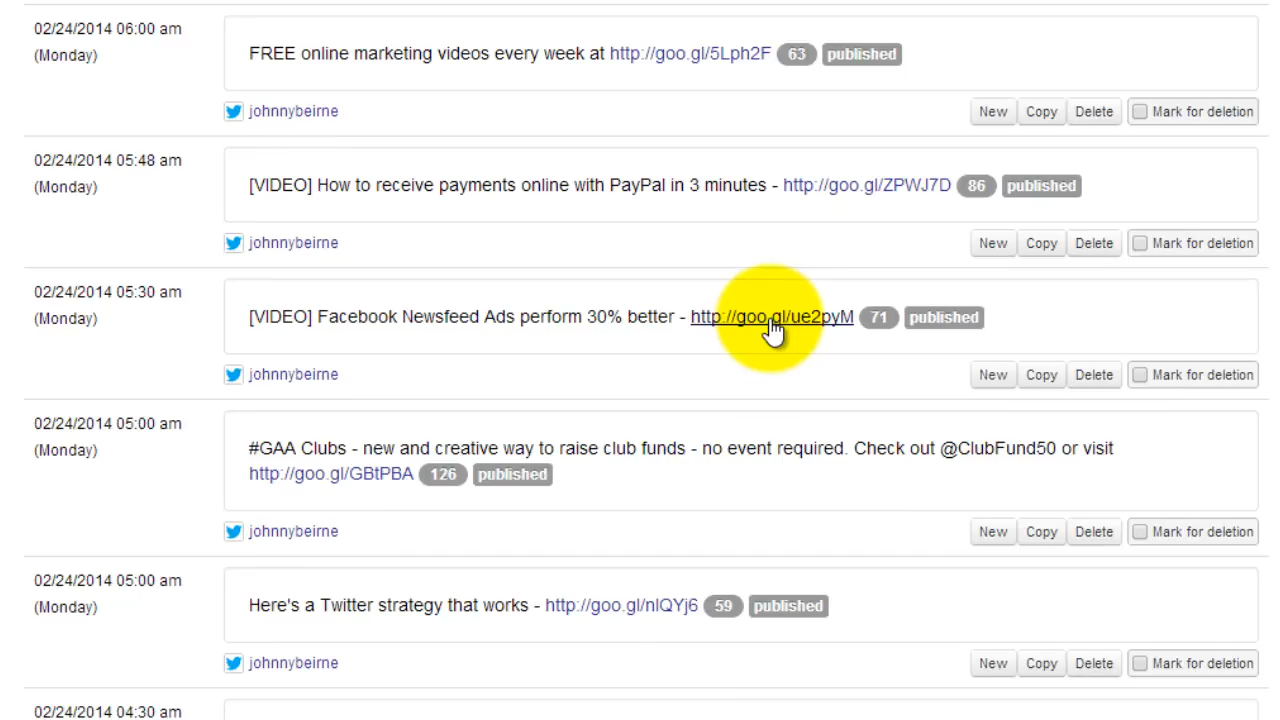 02/24/2014 06:00 am
(Monday)
FREE online marketing videos every week at http://goo.gl/5Lph2F 63 published
johnnybeirne
New Copy Delete Mark for deletion
02/24/2014 05:48 am
(Monday)
[VIDEO] How to receive payments online with PayPal in 3 minutes - http://goo.gl/ZPWJ7D 86 published
johnnybeirne
New Copy Delete Mark for deletion
02/24/2014 05:30 am
(Monday)
[VIDEO] Facebook Newsfeed Ads perform 30% better - http://goo.gl/ue2pyM 71 published
johnnybeirne
New Copy Delete Mark for deletion
02/24/2014 05:00 am
(Monday)
#GAA Clubs - new and creative way to raise club funds - no event required. Check out @ClubFund50 or visit
http://goo.gl/GBtPBA 126 published
johnnybeirne
New Copy Delete Mark for deletion
02/24/2014 05:00 am
(Monday)
Here's a Twitter strategy that works - http://goo.gl/nlQYj6 59 published
johnnybeirne
New Copy Delete Mark for deletion
02/24/2014 04:30 am